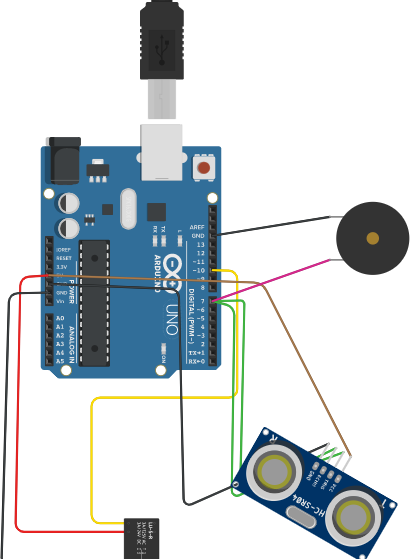 AREF
GND
13
12
~11
~10
~9
8
7
~6
~5
4
~3
2
TX→1
RX←0
DIGITAL (PWM~)
RX
TX
L
ARDUINO
UNO
ON
IOREF
RESET
3.3V
GND
Vin
POWER
A0
A1
A2
A3
A4
A5
ANALOG IN
GND
ECHO
TRIG
VCC
HC-SR04